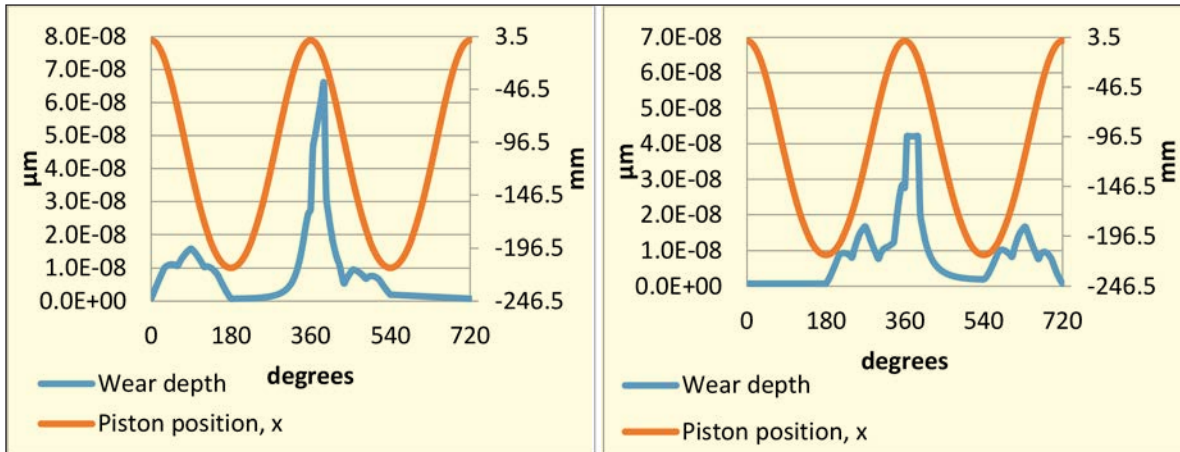 8.0E-08
7.0E-08
6.0E-08
5.0E-08
4.0E-08
3.0E-08
2.0E-08
1.0E-08
0.0E+00
μm
3.5
-46.5
-96.5
-146.5
-196.5
-246.5
mm
0 180 360 540 720
degrees
Wear depth
Piston position, x
7.0E-08
6.0E-08
5.0E-08
4.0E-08
3.0E-08
2.0E-08
1.0E-08
0.0E+00
μm
3.5
-46.5
-96.5
-146.5
-196.5
-246.5
mm
0 180 360 540 720
degrees
Wear depth
Piston position, x